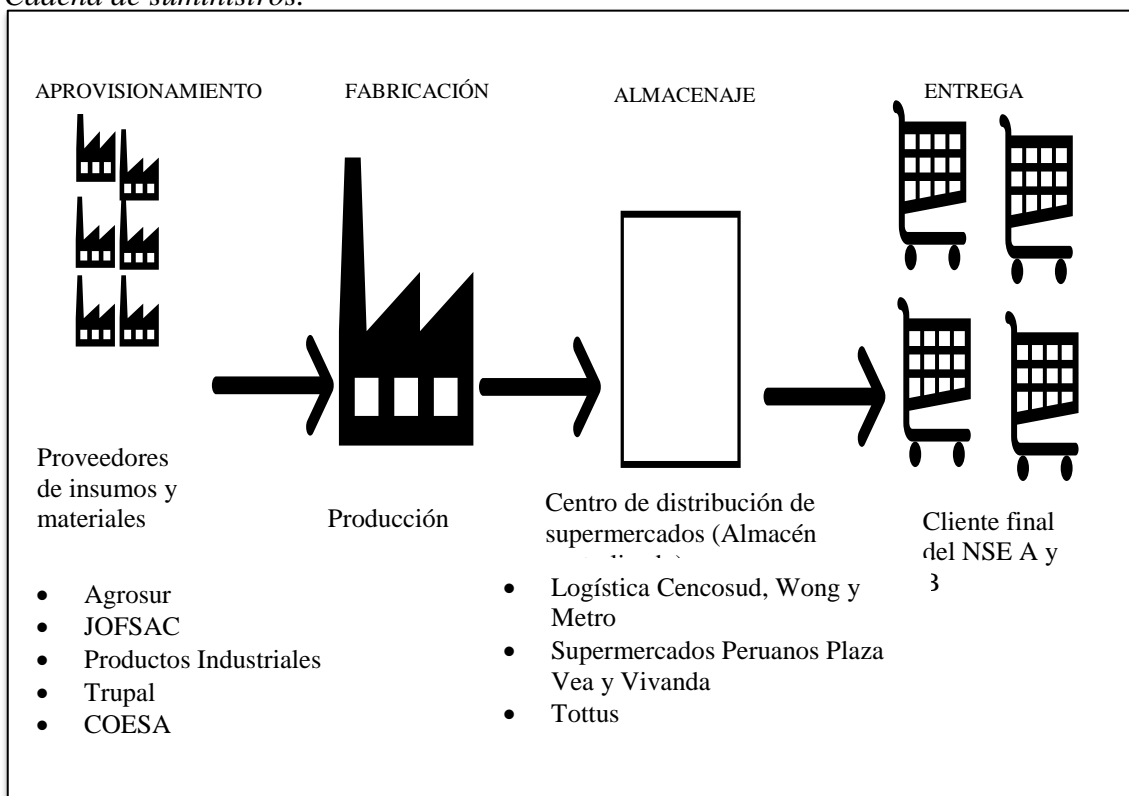 Cadena de suministros.
APROVISIONAMIENTO
FABRICACIÓN
ALMACENAJE
ENTREGA
Proveedores
de insumos y
materiales
Producción
Centro de distribución de
supermercados (Almacén
Cliente final
del NSE A y
• Agrosur
• JOFSAC
• Productos Industriales
• Trupal
• COESA
• Logística Cencosud, Wong y
Metro
• Supermercados Peruanos Plaza
Vea y Vivanda
• Tottus